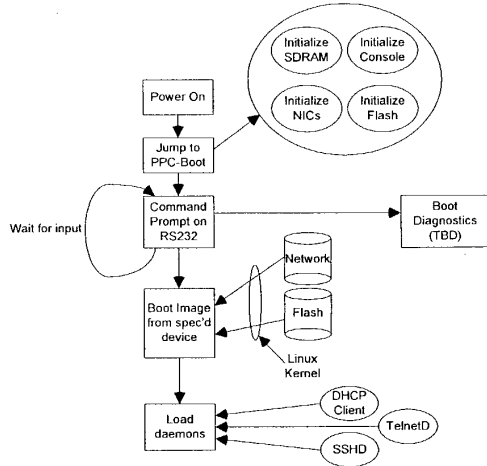 Initialize
SDRAM
Initialize
Console
Initialize
NICs
Initialize
Flash
Power On
Jump to
PPC-Boot
Command
Prompt on
RS232
Wait for input
Boot
Diagnostics
(TBD)
Network
Flash
Boot Image
from spec'd
device
Linux
Kernel
Load
daemons
DHCP
Client
TelnetD
SSHD